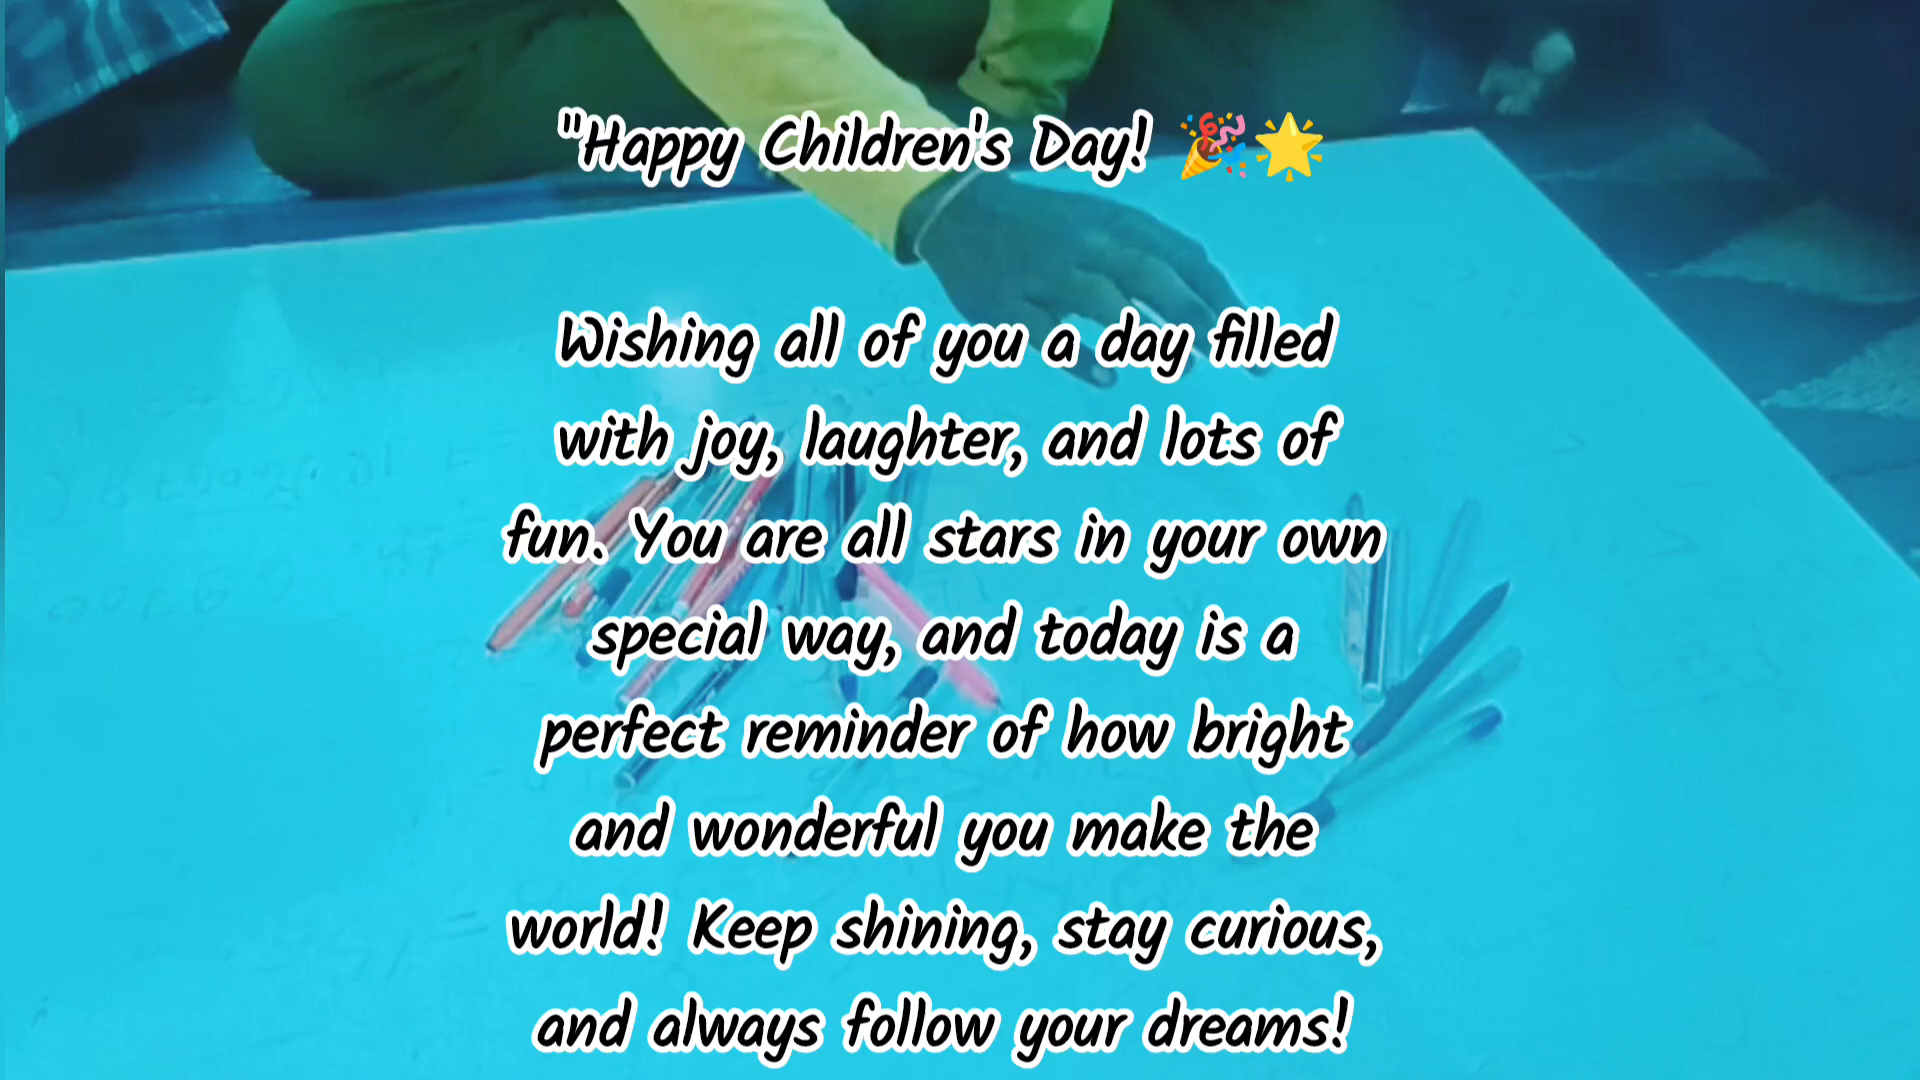 "Happy Children's Day! 🎉🌟
Wishing all of you a day filled
with joy, laughter, and lots of
fun. You are all stars in your own
special way, and today is a
perfect reminder of how bright
and wonderful you make the
world! Keep shining, stay curious,
and always follow your dreams!